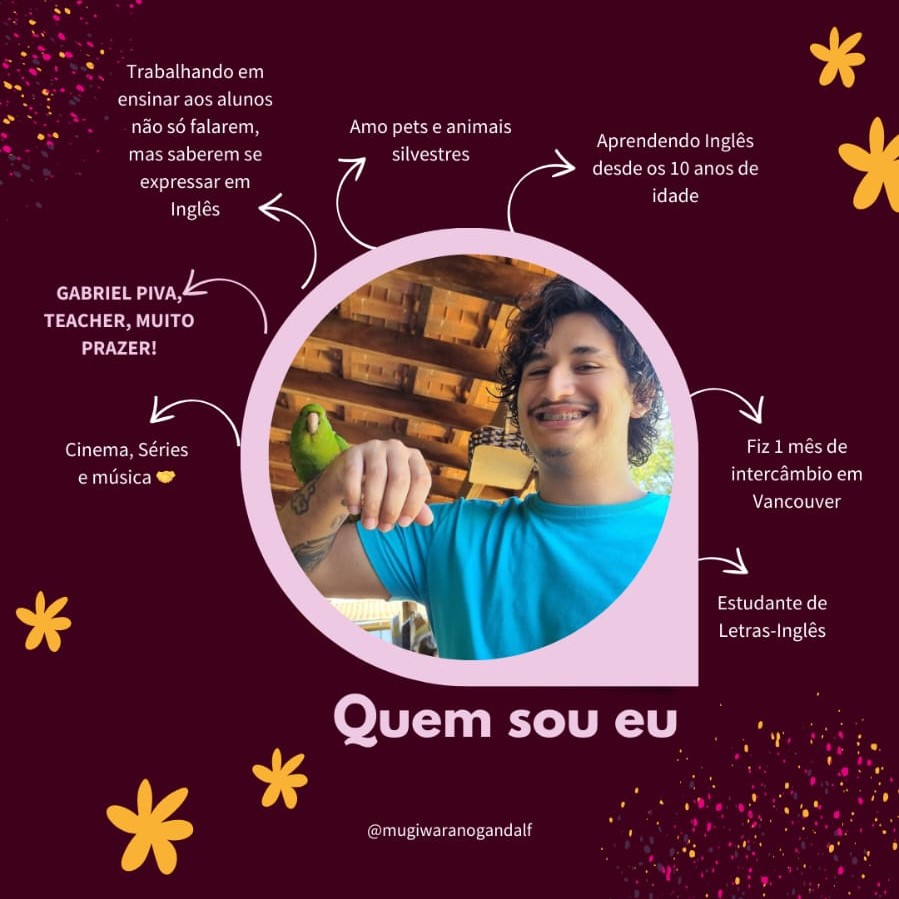 Trabalhando em
ensinar aos alunos
não só falarem,
mas saberem se
expressar em
Inglês
Amo pets e animais
silvestres
Aprendendo Inglês
desde os 10 anos de
idade
GABRIEL PIVA,
TEACHER, MUITO
PRAZER!
Cinema, Séries
e música 🤝
Fiz 1 mês de
intercâmbio em
Vancouver
Estudante de
Letras-Inglês
Quem sou eu
@mugiwaranogandalf